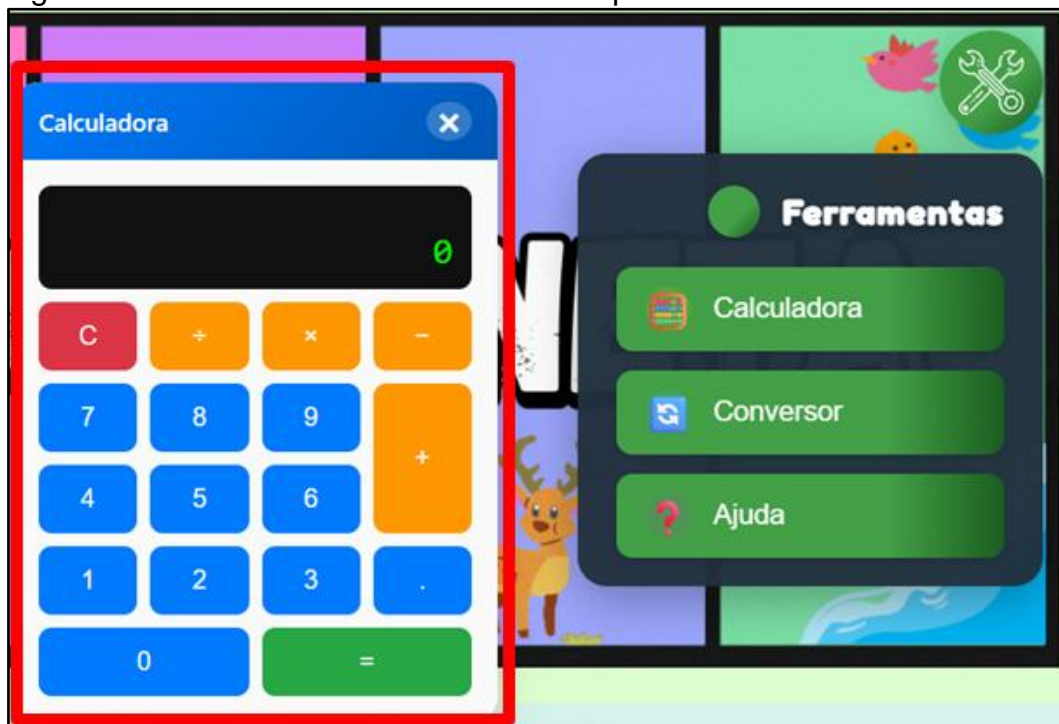 Calculadora ×
0
C ÷ × −
7 8 9
+
4 5 6
1 2 3 .
0 =
Ferramentas
Calculadora
Conversor
Ajuda